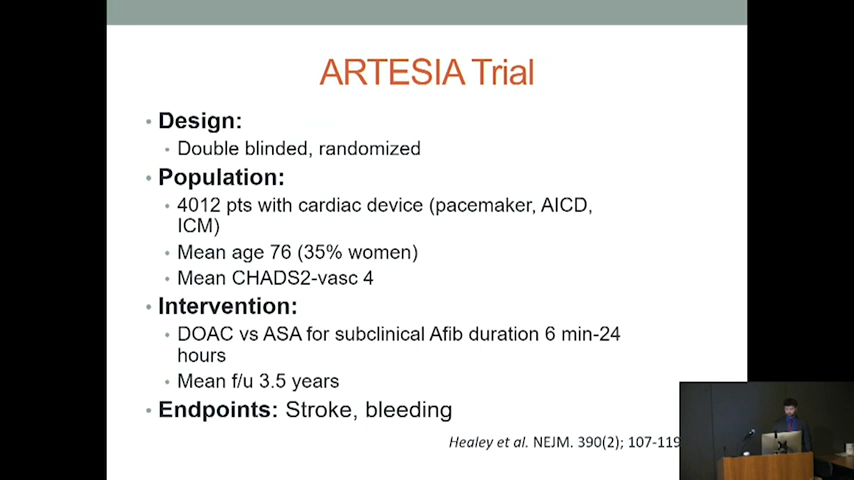 ARTESIA Trial
• Design:
• Double blinded, randomized
• Population:
• 4012 pts with cardiac device (pacemaker, AICD,
ICM)
• Mean age 76 (35% women)
• Mean CHADS2-vasc 4
• Intervention:
• DOAC vs ASA for subclinical Afib duration 6 min-24
hours
• Mean f/u 3.5 years
• Endpoints: Stroke, bleeding
Healey et al. NEJM. 390(2); 107-119